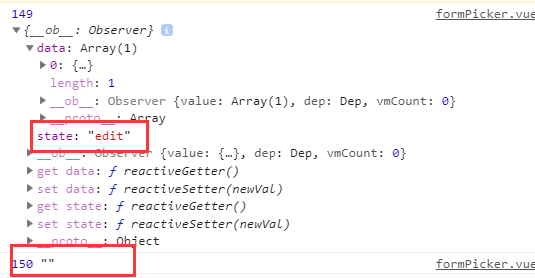 149 formPicker.vue
{__ob__: Observer} i
data: Array(1)
0: {…}
length: 1
__ob__: Observer {value: Array(1), dep: Dep, vmCount: 0}
__proto__: Array
state: "edit"
__ob__: Observer {value: {…}, dep: Dep, vmCount: 0}
get data: ƒ reactiveGetter()
set data: ƒ reactiveSetter(newVal)
get state: ƒ reactiveGetter()
set state: ƒ reactiveSetter(newVal)
__proto__: Object
150 "" formPicker.vue